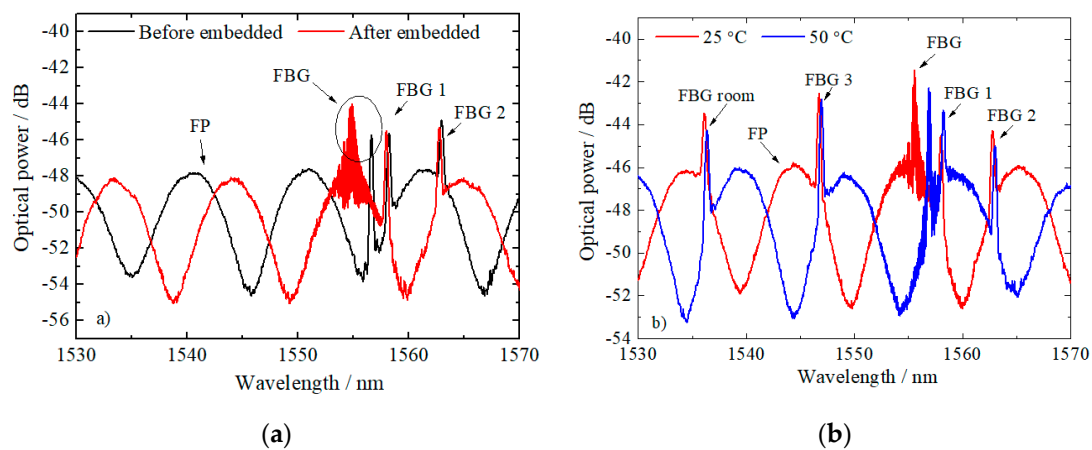 Before embedded After embedded
FBG
FBG 1
FBG 2
FP
Optical power / dB
-40
-42
-44
-46
-48
-50
-52
-54
-56
a)
1530 1540 1550 1560 1570
Wavelength / nm
(a)
25 °C 50 °C
FBG
FBG 3
FBG room
FBG 1
FBG 2
FP
Optical power / dB
-40
-42
-44
-46
-48
-50
-52
-54
b)
1530 1540 1550 1560 1570
Wavelength / nm
(b)